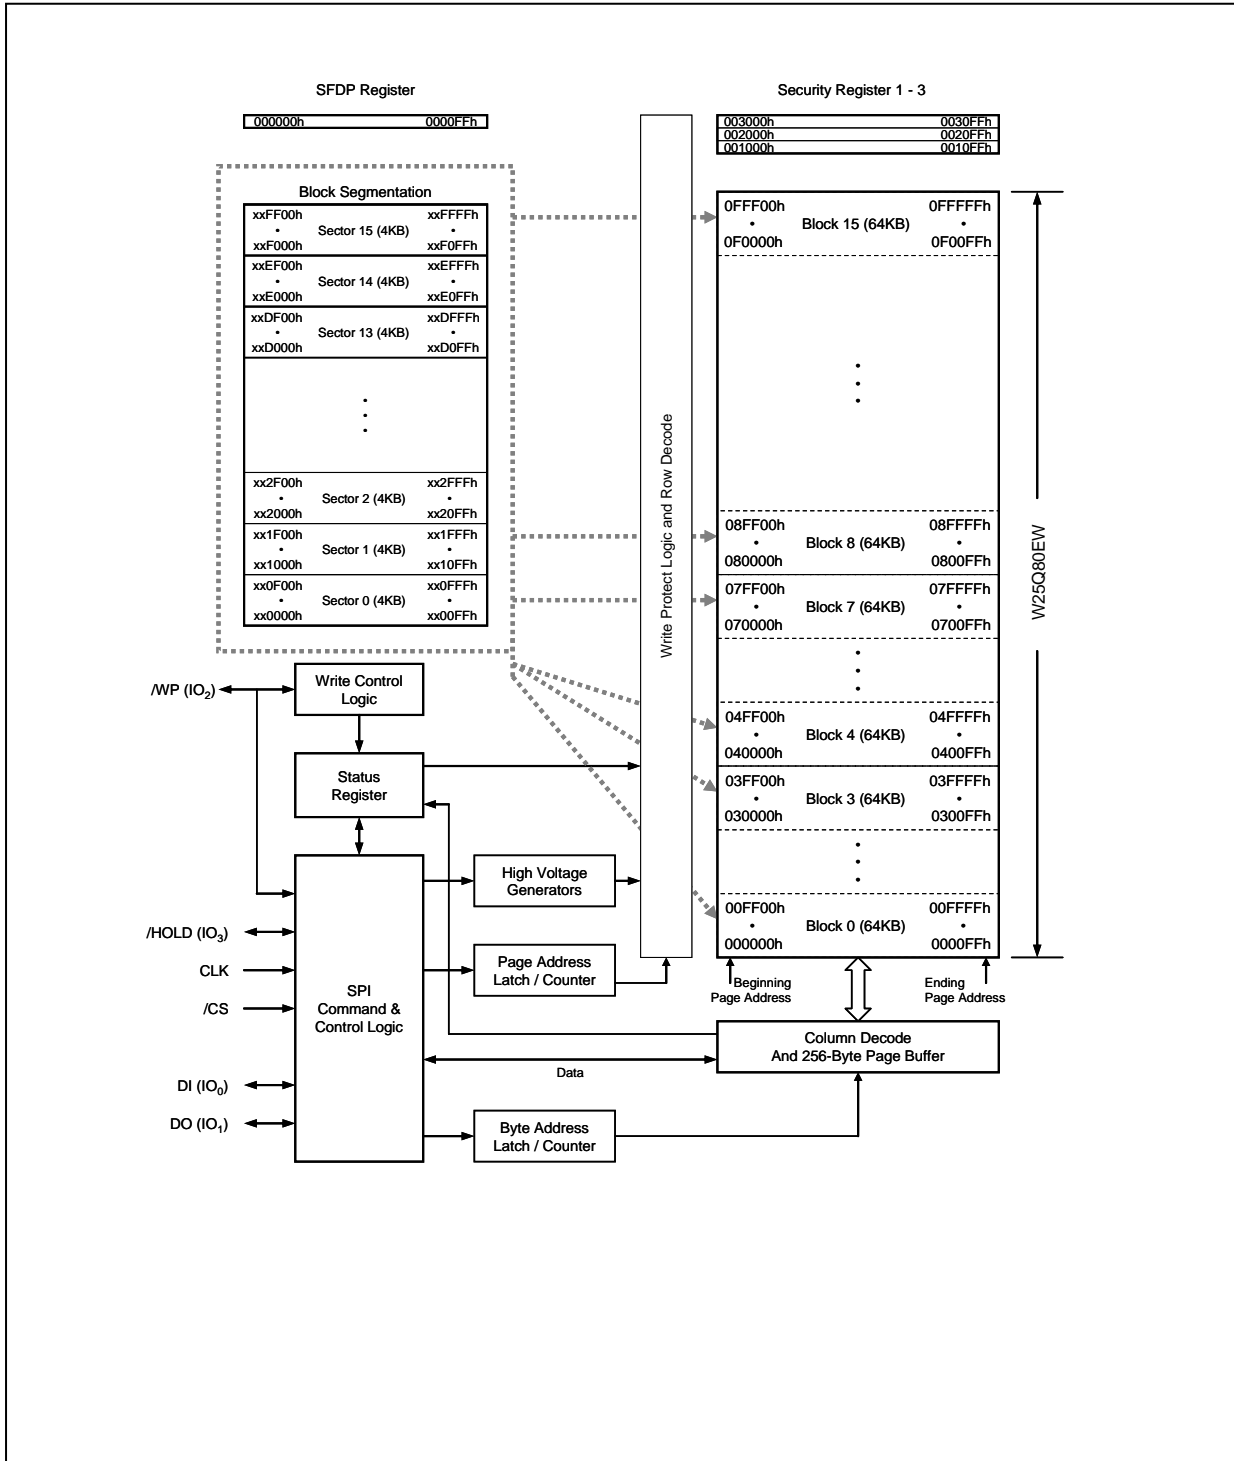 SFDP Register
000000h 0000FFh
Block Segmentation
xxFF00h xxFFFFh
• Sector 15 (4KB) •
xxF000h xxF0FFh
xxEF00h xxEFFFh
• Sector 14 (4KB) •
xxE000h xxE0FFh
xxDF00h xxDFFFh
• Sector 13 (4KB) •
xxD000h xxD0FFh
xx2F00h xx2FFFh
• Sector 2 (4KB) •
xx2000h xx20FFh
xx1F00h xx1FFFh
• Sector 1 (4KB) •
xx1000h xx10FFh
xx0F00h xx0FFFh
• Sector 0 (4KB) •
xx0000h xx00FFh
Write Protect Logic and Row Decode
Security Register 1 - 3
003000h 0030FFh
002000h 0020FFh
001000h 0010FFh
0FFF00h 0FFFFFh
• Block 15 (64KB) •
0F0000h 0F00FFh
08FF00h 08FFFFh
• Block 8 (64KB) •
080000h 0800FFh
07FF00h 07FFFFh
• Block 7 (64KB) •
070000h 0700FFh
04FF00h 04FFFFh
• Block 4 (64KB) •
040000h 0400FFh
03FF00h 03FFFFh
• Block 3 (64KB) •
030000h 0300FFh
00FF00h 00FFFFh
• Block 0 (64KB) •
000000h 0000FFh
W25Q80EW
Beginning
Page Address
Ending
Page Address
/WP (IO2)
Write Control
Logic
Status
Register
High Voltage
Generators
/HOLD (IO3)
CLK
/CS
DI (IO0)
DO (IO1)
SPI
Command &
Control Logic
Page Address
Latch / Counter
Column Decode
And 256-Byte Page Buffer
Data
Byte Address
Latch / Counter